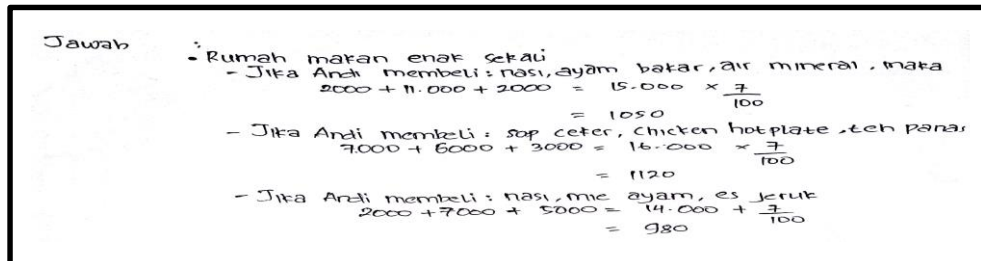 Jawab :
• Rumah makan enak sekali
- Jika Andi membeli : nasi, ayam bakar, air mineral. maka
2000 + 11.000 + 2000 = 15.000 × 7/100
= 1050
- Jika Andi membeli : sop ceker, chicken hotplate, teh panas
7.000 + 6000 + 3000 = 16.000 × 7/100
= 1120
- Jika Andi membeli : nasi, mie ayam, es jeruk
2000 + 7000 + 5000 = 14.000 + 7/100
= 980